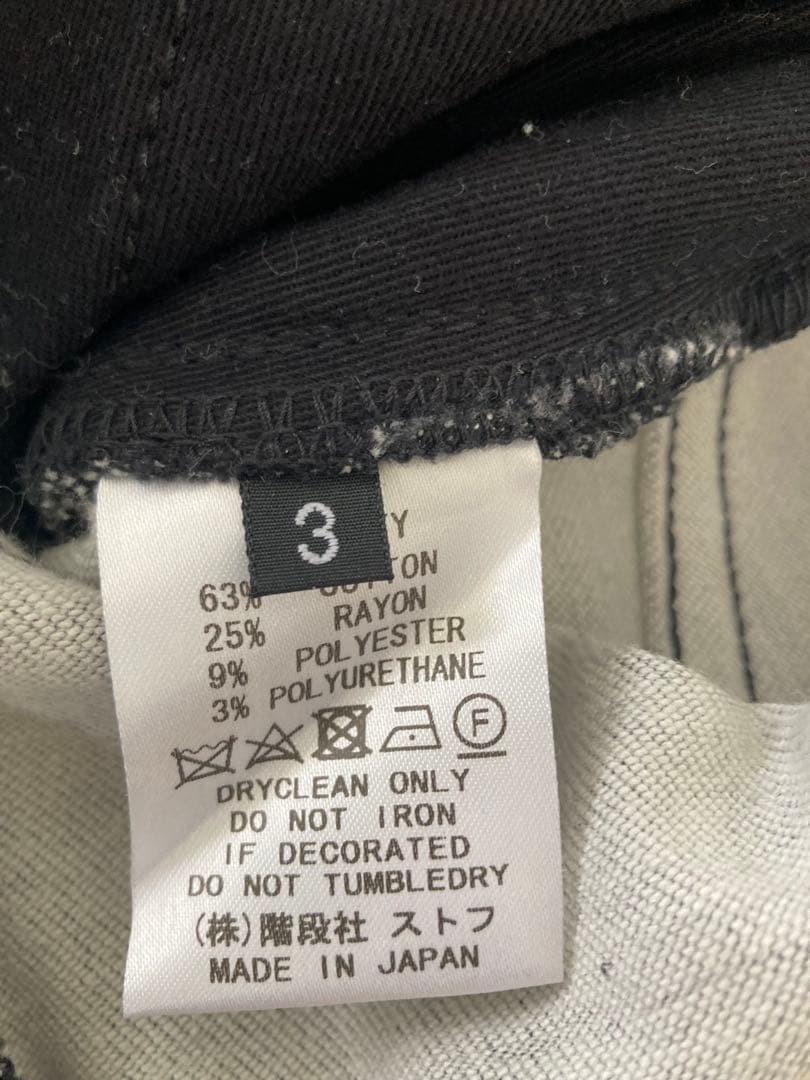 3
63%
25% RAYON
9% POLYESTER
3% POLYURETHANE
F
DRYCLEAN ONLY
DO NOT IRON
IF DECORATED
DO NOT TUMBLEDRY
(株)階段社 ストフ
MADE IN JAPAN